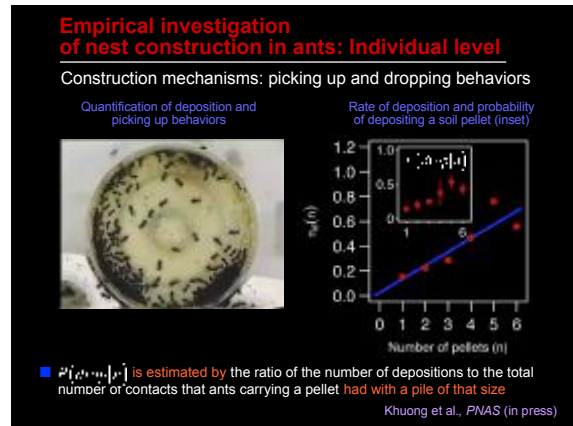 Empirical investigation
of nest construction in ants: Individual level
Construction mechanisms: picking up and dropping behaviors
Quantification of deposition and
picking up behaviors
Rate of deposition and probability
of depositing a soil pellet (inset)
1.2
1.0
0.8
0.6
0.4
0.2
0.0
1.0
0.5
0
1 6
0 1 2 3 4 5 6
Number of pellets (n)
is estimated by the ratio of the number of depositions to the total
number of contacts that ants carrying a pellet had with a pile of that size
Khuong et al., PNAS (in press)